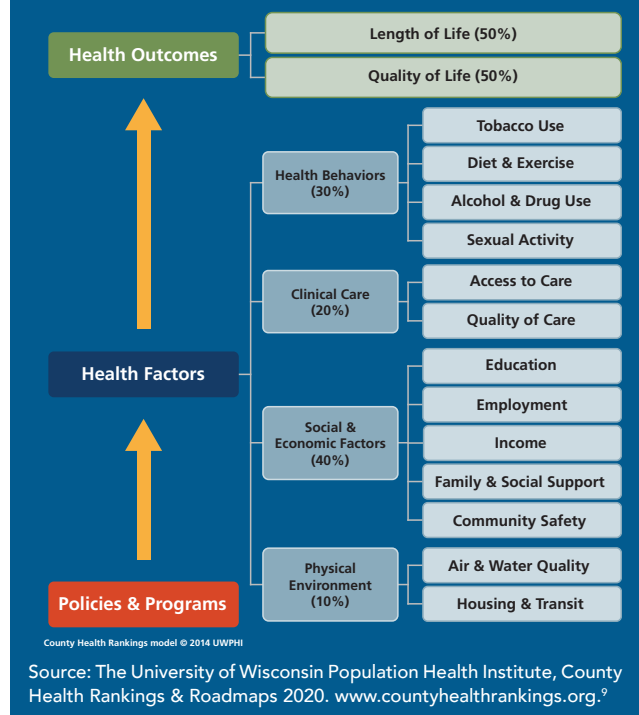 Health Outcomes
Length of Life (50%)
Quality of Life (50%)
Health Behaviors
(30%)
Tobacco Use
Diet & Exercise
Alcohol & Drug Use
Sexual Activity
Clinical Care
(20%)
Access to Care
Quality of Care
Health Factors
Social &
Economic Factors
(40%)
Education
Employment
Income
Family & Social Support
Community Safety
Physical
Environment
(10%)
Air & Water Quality
Housing & Transit
Policies & Programs
County Health Rankings model © 2014 UWPHI
Source: The University of Wisconsin Population Health Institute, County
Health Rankings & Roadmaps 2020. www.countyhealthrankings.org.⁹